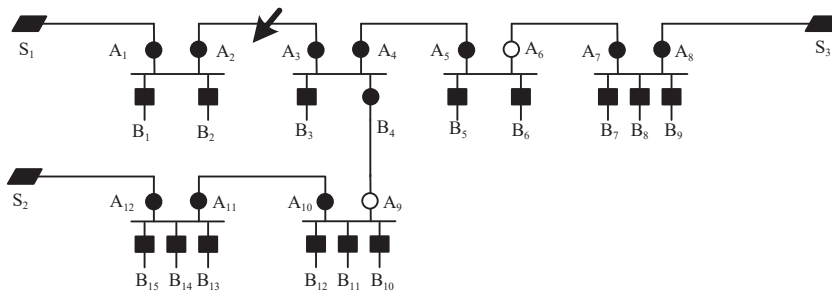 S₁ A₁ A₂ A₃ A₄ A₅ A₆ A₇ A₈ S₃
B₁ B₂ B₃ B₄ B₅ B₆ B₇ B₈ B₉
S₂ A₁₂ A₁₁ A₁₀ A₉
B₁₅ B₁₄ B₁₃ B₁₂ B₁₁ B₁₀